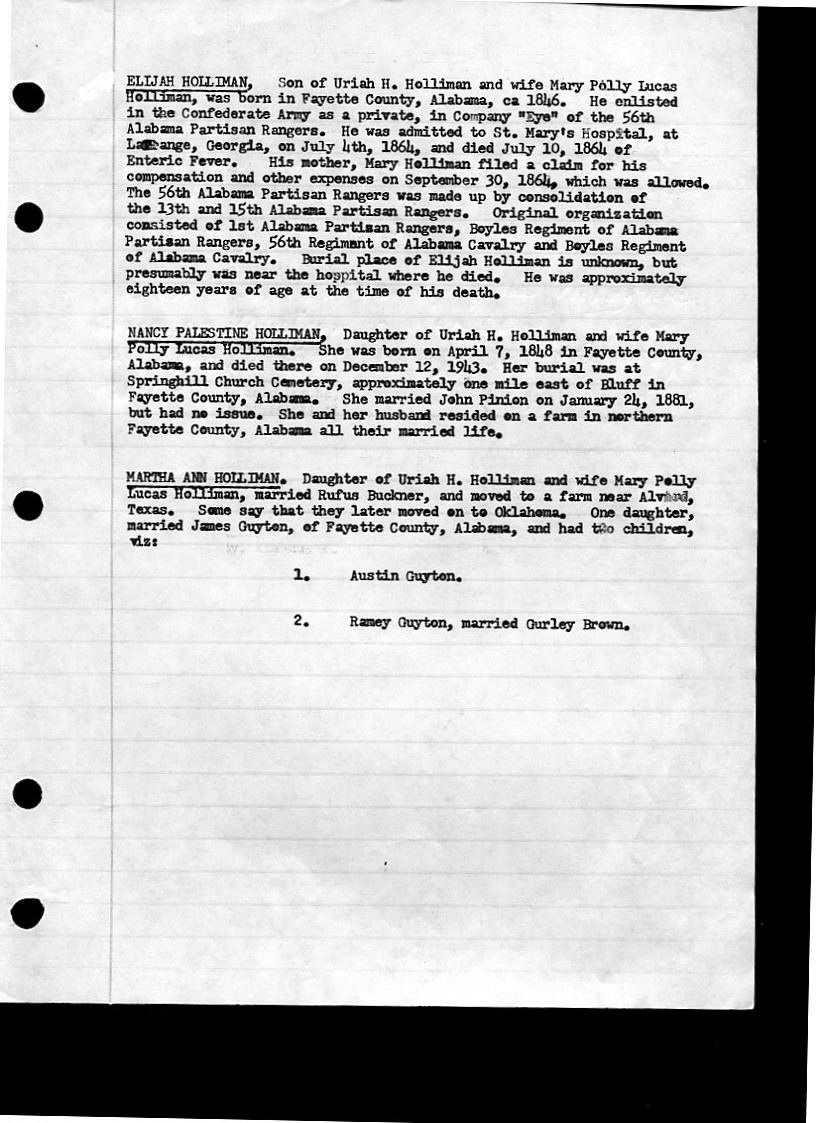 ELIJAH HOLLIMAN, Son of Uriah H. Holliman and wife Mary Polly Lucas
Holliman, was born in Fayette County, Alabama, ca 1846. He enlisted
in the Confederate Army as a private, in Company "Eye" of the 56th
Alabama Partisan Rangers. He was admitted to St. Mary's Hospital, at
LaGrange, Georgia, on July 4th, 1864, and died July 10, 1864 of
Enteric Fever. His mother, Mary Holliman filed a claim for his
compensation and other expenses on September 30, 1864, which was allowed.
The 56th Alabama Partisan Rangers was made up by consolidation of
the 13th and 15th Alabama Partisan Rangers. Original organization
consisted of 1st Alabama Partisan Rangers, Boyles Regiment of Alabama
Partisan Rangers, 56th Regimnnt of Alabama Cavalry and Boyles Regiment
of Alabama Cavalry. Burial place of Elijah Holliman is unknown, but
presumably was near the hospital where he died. He was approximately
eighteen years of age at the time of his death.
NANCY PALESTINE HOLLIMAN, Daughter of Uriah H. Holliman and wife Mary
Polly Lucas Holliman. She was born on April 7, 1848 in Fayette County,
Alabama, and died there on December 12, 1943. Her burial was at
Springhill Church Cemetery, approximately one mile east of Bluff in
Fayette County, Alabama. She married John Pinion on January 24, 1881,
but had no issue. She and her husband resided on a farm in northern
Fayette County, Alabama all their married life.
MARTHA ANN HOLLIMAN. Daughter of Uriah H. Holliman and wife Mary Polly
Lucas Holliman, married Rufus Buckner, and moved to a farm near
Texas. Some say that they later moved on to Oklahoma. One daughter,
married James Guyton, of Fayette County, Alabama, and had two children,
viz:
1. Austin Guyton.
2. Ramey Guyton, married Gurley Brown.